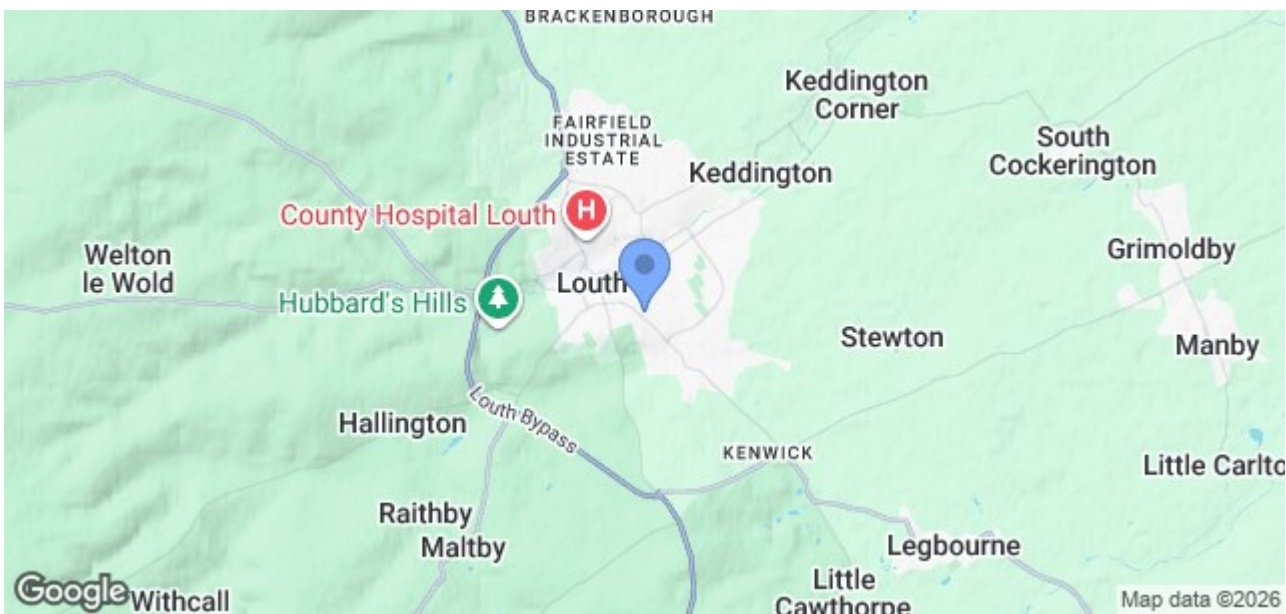 BRACKENBOROUGH
Keddington
Corner
FAIRFIELD
INDUSTRIAL
ESTATE
South
Cockerington
Keddington
County Hospital Louth
H
Welton
le Wold
Grimoldby
Louth
Hubbard's Hills
Stewton
Manby
Hallington
Louth Bypass
KENWICK
Little Carlto
Raithby
Maltby
Legbourne
Little
Cawthorpe
Google
Withcall
Map data ©2026